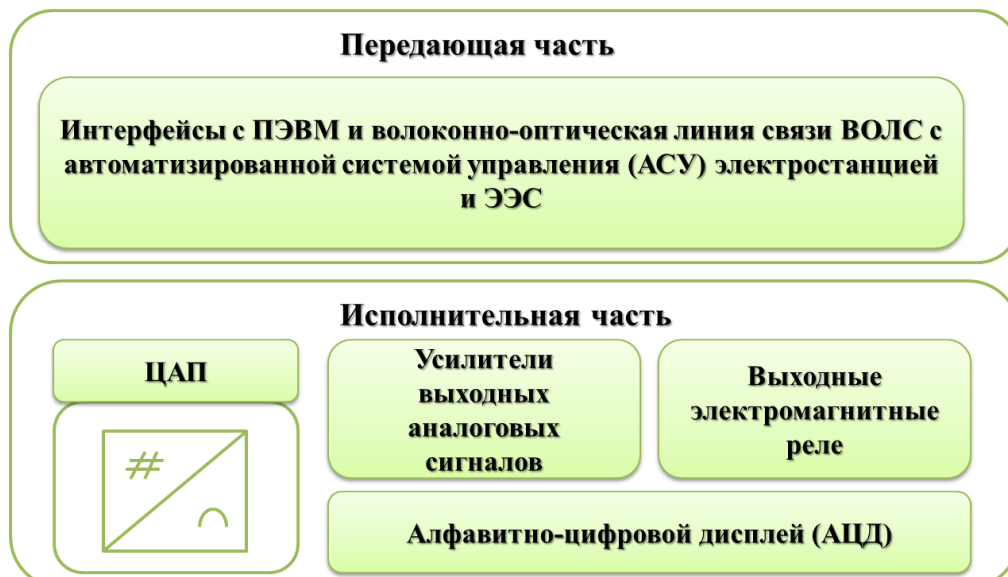 Передающая часть
Интерфейсы с ПЭВМ и волоконно-оптическая линия связи ВОЛС с
автоматизированной системой управления (АСУ) электростанцией
и ЭЭС
Исполнительная часть
ЦАП
#
Усилители
выходных
аналоговых
сигналов
Выходные
электромагнитные
реле
Алфавитно-цифровой дисплей (АЦД)